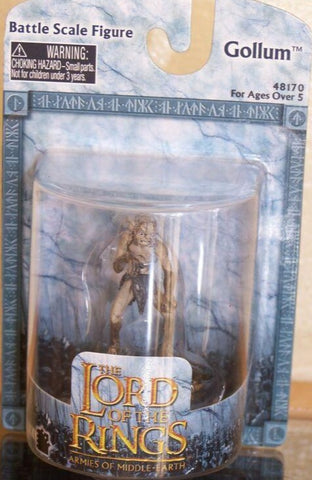 Battle Scale Figure
Gollum™
WARNING:
CHOKING HAZARD-Small parts.
Not for children under 3 years.
48170
For Ages Over 5
THE
LORD
OF THE
RINGS
ARMIES OF MIDDLE-EARTH